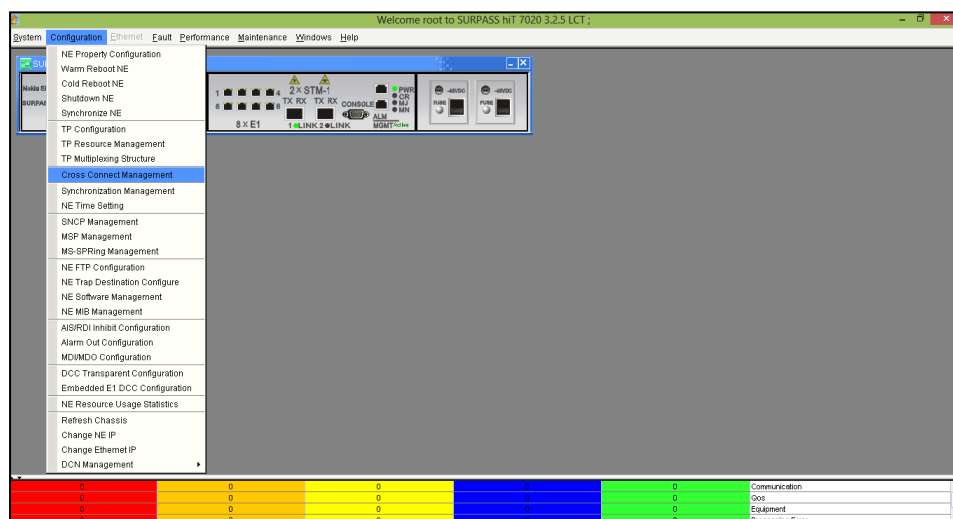 Welcome root to SURPASS hiT 7020 3.2.5 LCT ;
System Configuration Ethernet Fault Performance Maintenance Windows Help
NE Property Configuration
Warm Reboot NE
Cold Reboot NE
Shutdown NE
Synchronize NE
TP Configuration
TP Resource Management
TP Multiplexing Structure
Cross Connect Management
Synchronization Management
NE Time Setting
SNCP Management
MSP Management
MS-SPRing Management
NE FTP Configuration
NE Trap Destination Configure
NE Software Management
NE MIB Management
AIS/RDI Inhibit Configuration
Alarm Out Configuration
MDI/MDO Configuration
DCC Transparent Configuration
Embedded E1 DCC Configuration
NE Resource Usage Statistics
Refresh Chassis
Change NE IP
Change Ethernet IP
DCN Management
SU
Nokia S
SURPA
1 4 2 × STM-1 PWR
CR
5 8 TX RX TX RX CONSOLE MJ
MN
ALM
8 × E1 1 LINK 2 LINK MGMT Active
-48VDC -48VDC
FUSE FUSE
0 0 0 0 0 Communication
0 0 0 0 0 Qos
0 0 0 0 0 Equipment